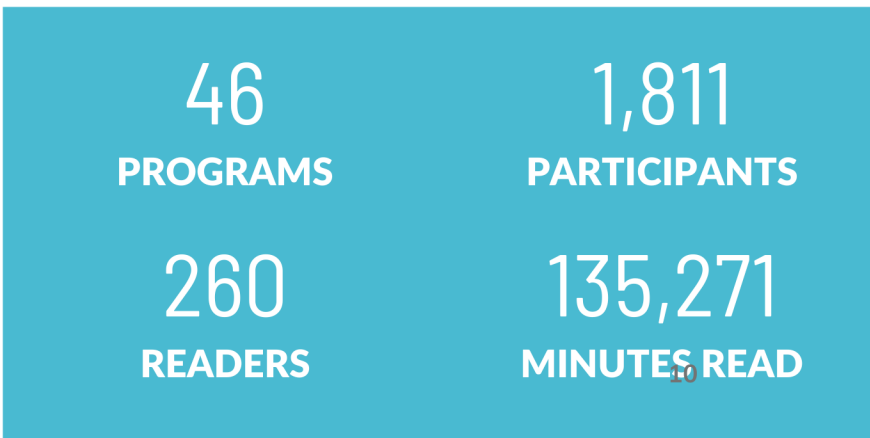 46 1,811
PROGRAMS PARTICIPANTS
260 135,271
READERS MINUTES READ
10